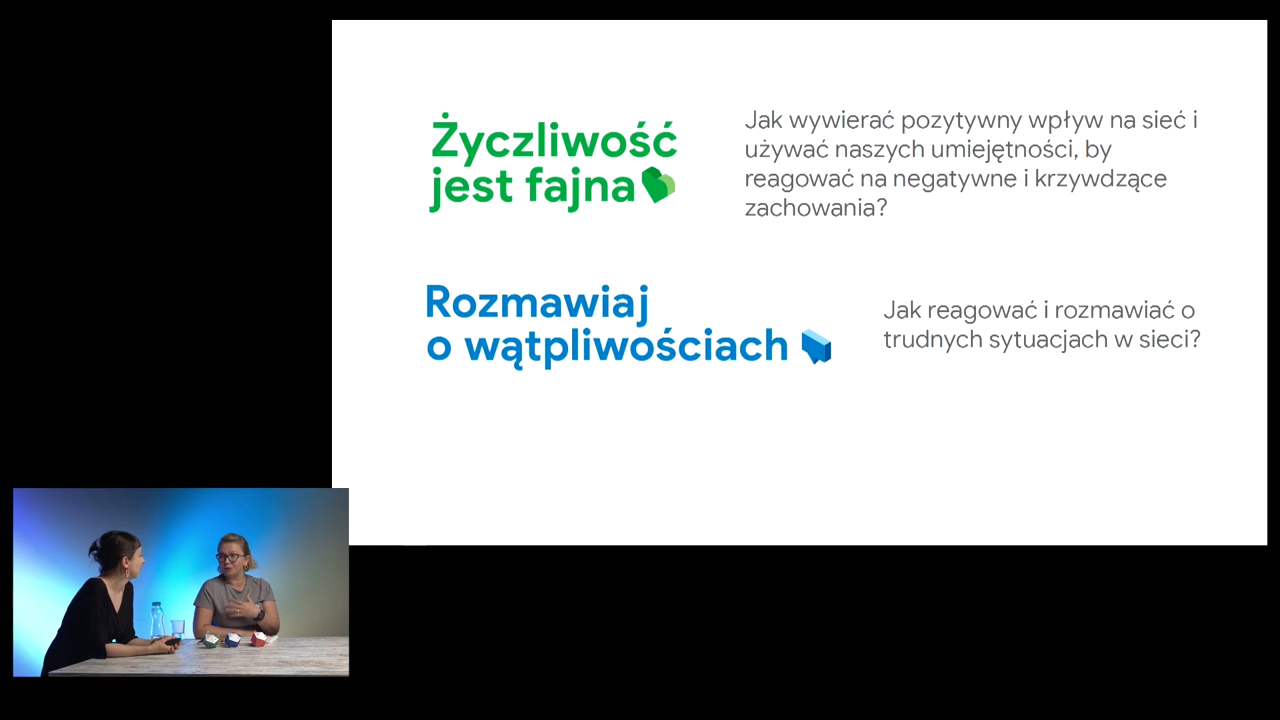 Życzliwość
jest fajna
Jak wywierać pozytywny wpływ na sieć i
używać naszych umiejętności, by
reagować na negatywne i krzywdzące
zachowania?
Rozmawiaj
o wątpliwościach
Jak reagować i rozmawiać o
trudnych sytuacjach w sieci?